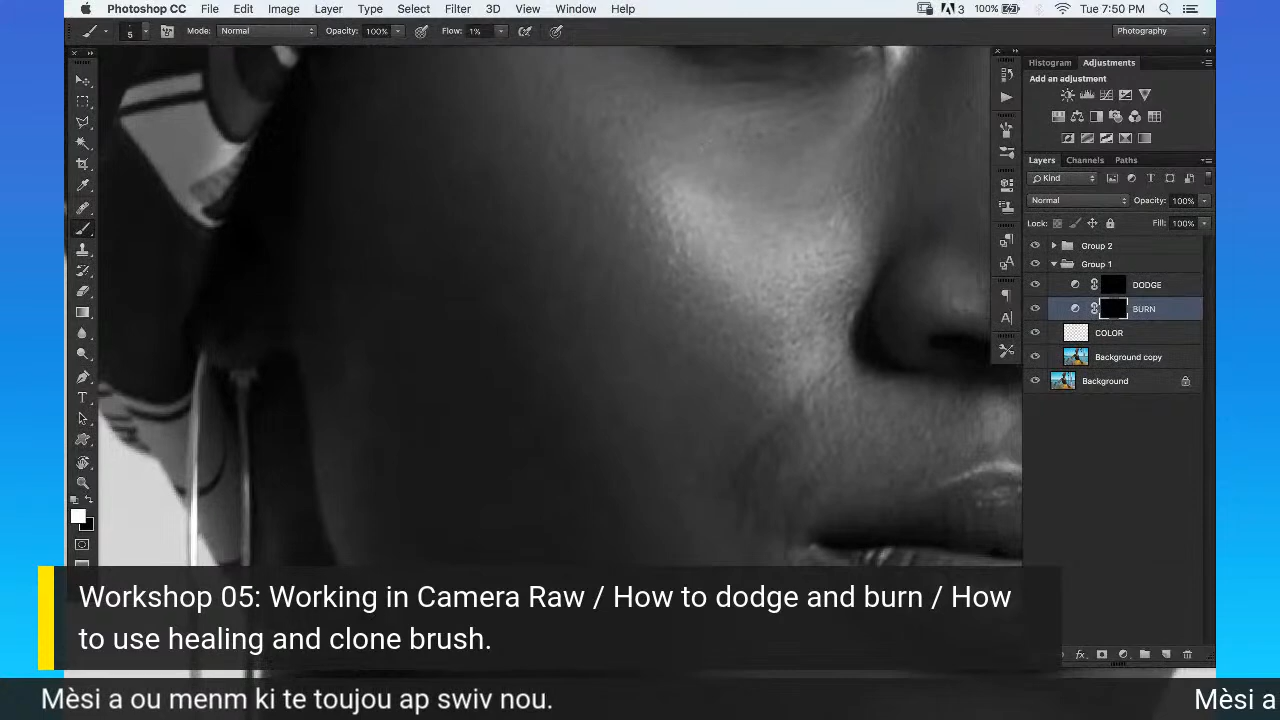 Photoshop CC File Edit Image Layer Type Select Filter 3D View Window Help 3 100% Tue 7:50 PM
5 Mode: Normal Opacity: 100% Flow: 1% Photography
Histogram Adjustments
Add an adjustment
Layers Channels Paths
Kind
Normal Opacity: 100%
Lock: Fill: 100%
Group 2
Group 1
DODGE
BURN
COLOR
Background copy
Background
Workshop 05: Working in Camera Raw / How to dodge and burn / How
to use healing and clone brush.
Mèsi a ou menm ki te toujou ap swiv nou. Mèsi a